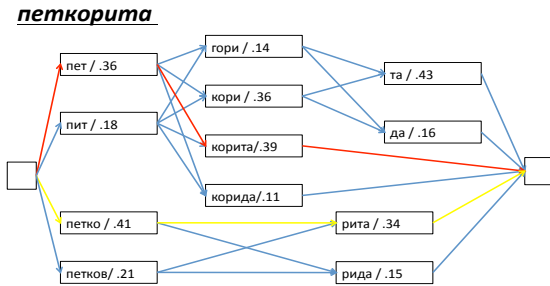 петкорита
пет / .36
пит / .18
петко / .41
петков/ .21
гори / .14
кори / .36
корита/.39
корида/.11
та / .43
да / .16
рита / .34
рида / .15